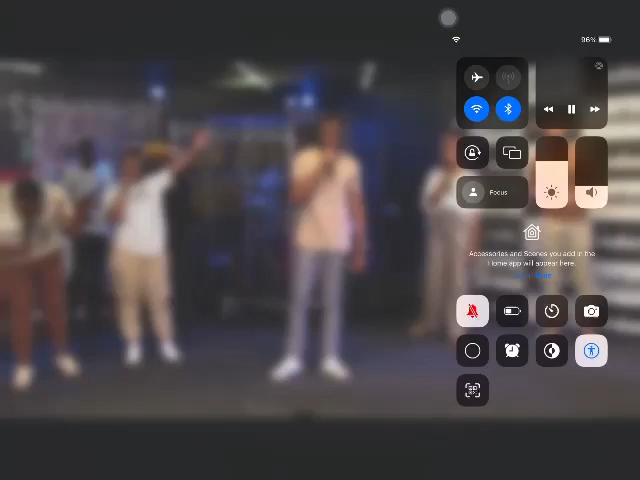 96%
Focus
Accessories and Scenes you add in the
Home app will appear here.